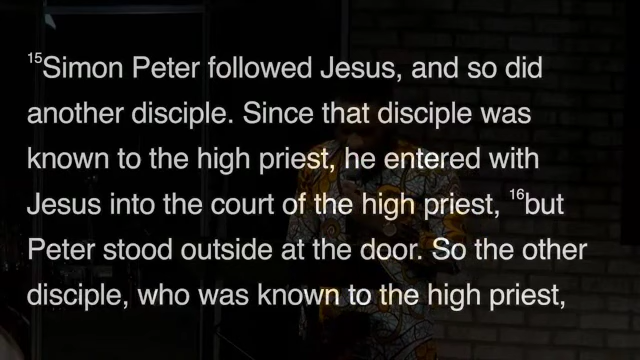 ¹⁵Simon Peter followed Jesus, and so did
another disciple. Since that disciple was
known to the high priest, he entered with
Jesus into the court of the high priest, ¹⁶but
Peter stood outside at the door. So the other
disciple, who was known to the high priest,